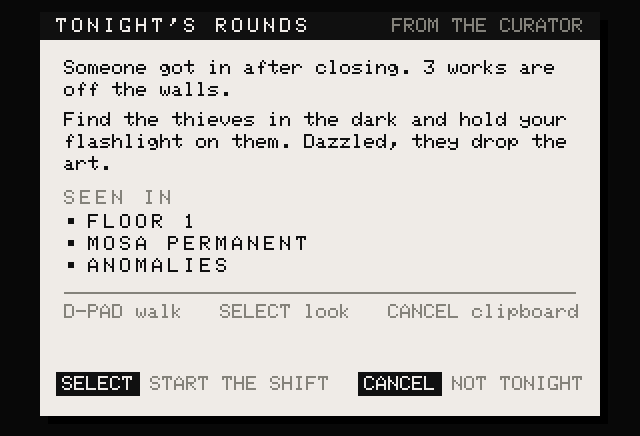 TONIGHT'S ROUNDS FROM THE CURATOR
Someone got in after closing. 3 works are
off the walls.
Find the thieves in the dark and hold your
flashlight on them. Dazzled, they drop the
art.
SEEN IN
▪ FLOOR 1
▪ MOSA PERMANENT
▪ ANOMALIES
D-PAD walk SELECT look CANCEL clipboard
SELECT START THE SHIFT CANCEL NOT TONIGHT